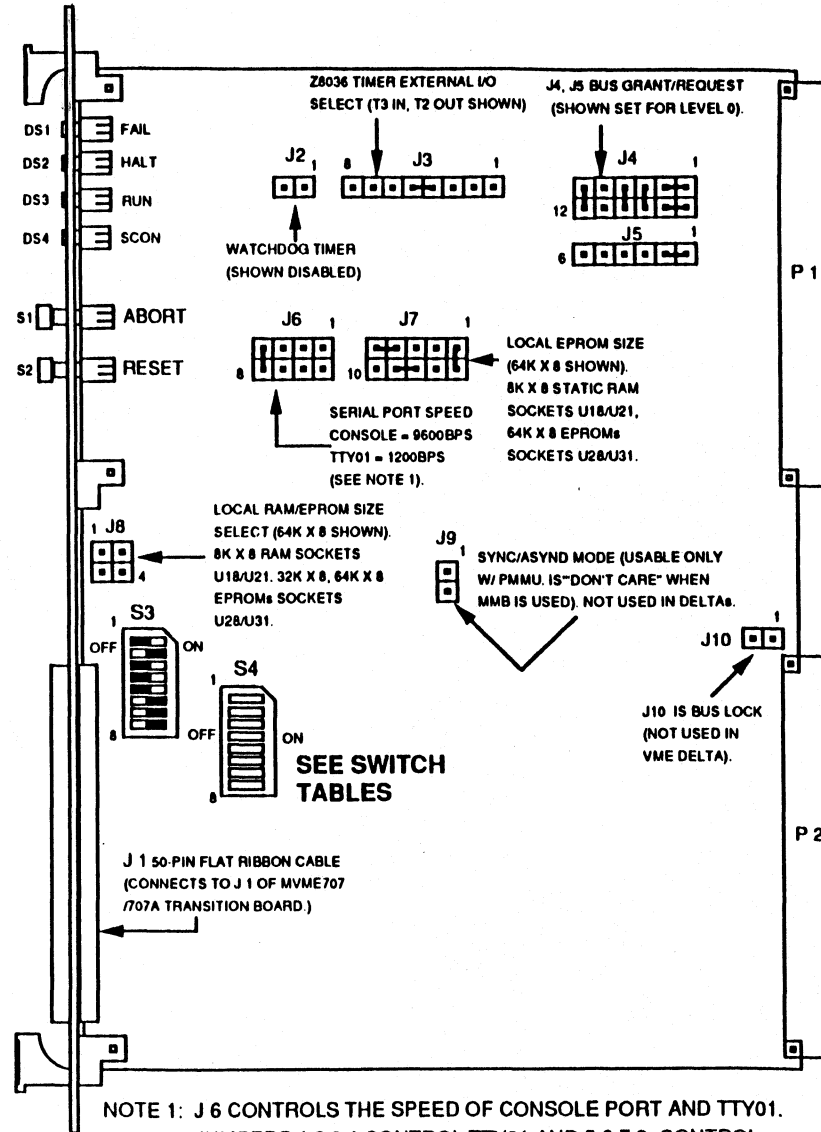 Z8036 TIMER EXTERNAL I/O
SELECT (T3 IN, T2 OUT SHOWN)
J4, J5 BUS GRANT/REQUEST
(SHOWN SET FOR LEVEL 0).
DS1 FAIL
DS2 HALT
DS3 RUN
DS4 SCON
J2
1
8 J3 1
J4 1
12
J5 1
6
WATCHDOG TIMER
(SHOWN DISABLED)
P 1
S1 ABORT
S2 RESET
J6 1
8
J7 1
10
LOCAL EPROM SIZE
(64K X 8 SHOWN).
8K X 8 STATIC RAM
SOCKETS U18/U21,
64K X 8 EPROMs
SOCKETS U28/U31.
SERIAL PORT SPEED
CONSOLE = 9600BPS
TTY01 = 1200BPS
(SEE NOTE 1).
1 J8
4
LOCAL RAM/EPROM SIZE
SELECT (64K X 8 SHOWN).
8K X 8 RAM SOCKETS
U18/U21. 32K X 8, 64K X 8
EPROMs SOCKETS
U28/U31.
J9
1
SYNC/ASYND MODE (USABLE ONLY
W/ PMMU. IS "DON'T CARE" WHEN
MMB IS USED). NOT USED IN DELTAs.
S3
1
OFF ON
8
S4
1
OFF ON
8
SEE SWITCH
TABLES
J10 1
J10 IS BUS LOCK
(NOT USED IN
VME DELTA).
P 2
J 1 50-PIN FLAT RIBBON CABLE
(CONNECTS TO J 1 OF MVME707
/707A TRANSITION BOARD.)
NOTE 1: J 6 CONTROLS THE SPEED OF CONSOLE PORT AND TTY01.